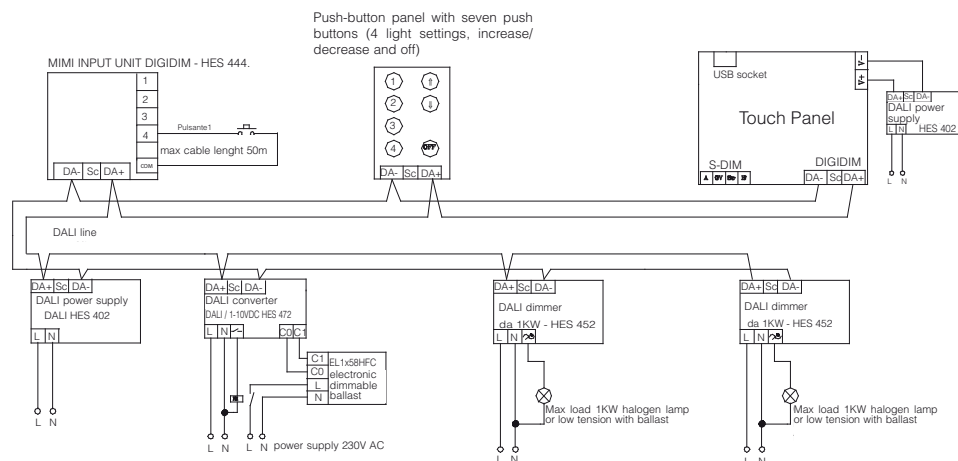 Push-button panel with seven push
buttons (4 light settings, increase/
decrease and off)
MIMI INPUT UNIT DIGIDIM - HES 444.
1
2
3
4
COM
Pulsante1
max cable lenght 50m
DA- Sc DA+
1
2
3
4
OFF
DA- Sc DA+
USB socket
V-
V+
Touch Panel
S-DIM
DIGIDIM
DA- Sc DA+
DA+ Sc DA-
DALI power
supply
L N HES 402
L N
DALI line
DA+ Sc DA-
DALI power supply
DALI HES 402
L N
L N
DA+ Sc DA-
DALI converter
DALI / 1-10VDC HES 472
L N C0 C1
C1 EL1x58HFC
C0 electronic
L dimmable
N ballast
L N L N power supply 230V AC
DA+ Sc DA-
DALI dimmer
da 1KW - HES 452
L N
Max load 1KW halogen lamp
or low tension with ballast
L N
DA+ Sc DA-
DALI dimmer
da 1KW - HES 452
L N
Max load 1KW halogen lamp
or low tension with ballast
L N